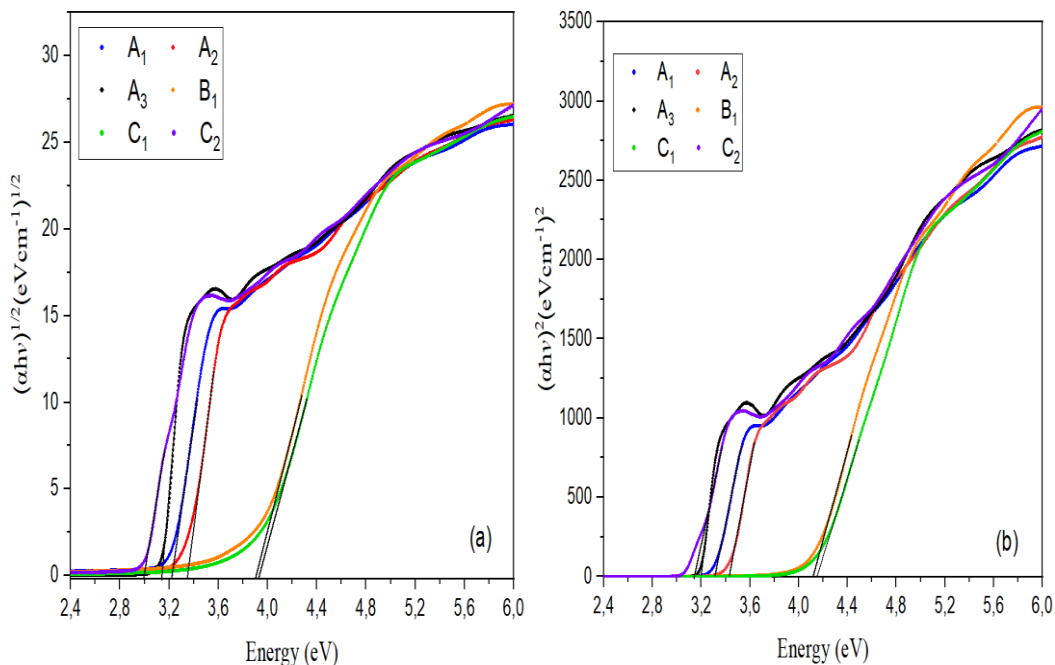 30
25
20
15
10
5
0
(αhν)¹ᐟ²(eVcm⁻¹)¹ᐟ²
A₁ A₂
A₃ B₁
C₁ C₂
(a)
2,4 2,8 3,2 3,6 4,0 4,4 4,8 5,2 5,6 6,0
Energy (eV)
3500
3000
2500
2000
1500
1000
500
0
(αhν)²(eVcm⁻¹)²
A₁ A₂
A₃ B₁
C₁ C₂
(b)
2,4 2,8 3,2 3,6 4,0 4,4 4,8 5,2 5,6 6,0
Energy (eV)